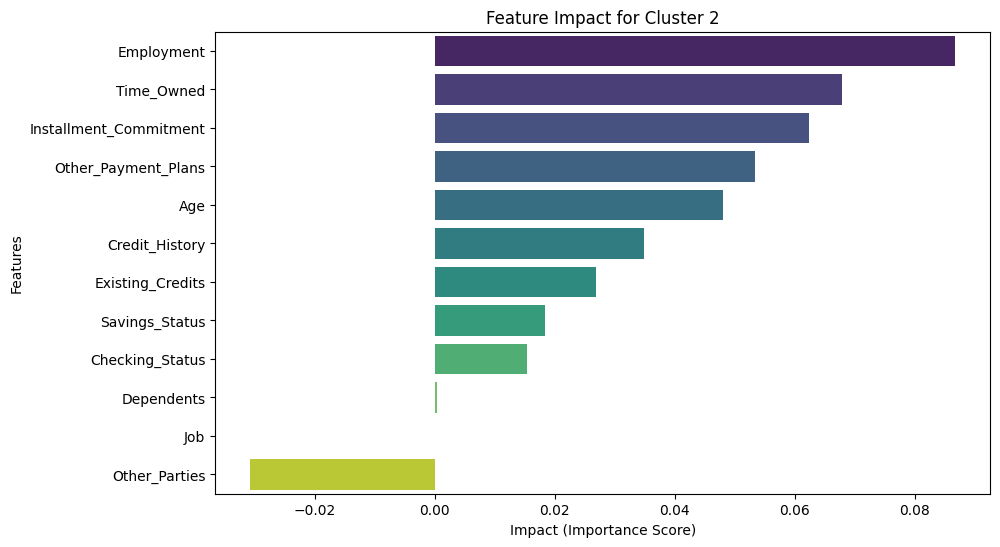 Feature Impact for Cluster 2
Features
Employment
Time_Owned
Installment_Commitment
Other_Payment_Plans
Age
Credit_History
Existing_Credits
Savings_Status
Checking_Status
Dependents
Job
Other_Parties
−0.02 0.00 0.02 0.04 0.06 0.08
Impact (Importance Score)